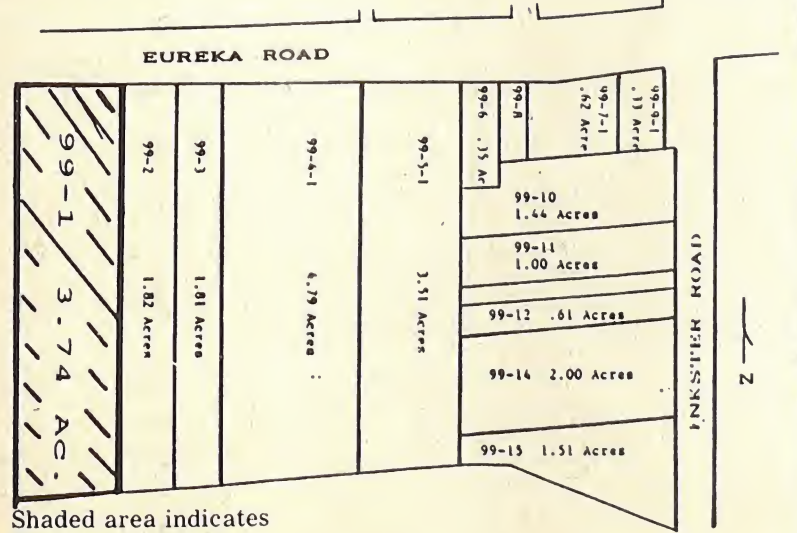 EUREKA ROAD
99-1 3-74 AC.
99-2 1.82 Acres
99-3 1.81 Acres
99-4-1 4.79 Acres
99-5-1 3.51 Acres
99-6 .35 Ac
99-8
99-7-1
.62 Acre
99-9-1
.33 Acre
99-10
1.44 Acres
99-11
1.00 Acres
99-12 .61 Acres
99-14 2.00 Acres
99-15 1.51 Acres
INKSTER ROAD
N
Shaded area indicates